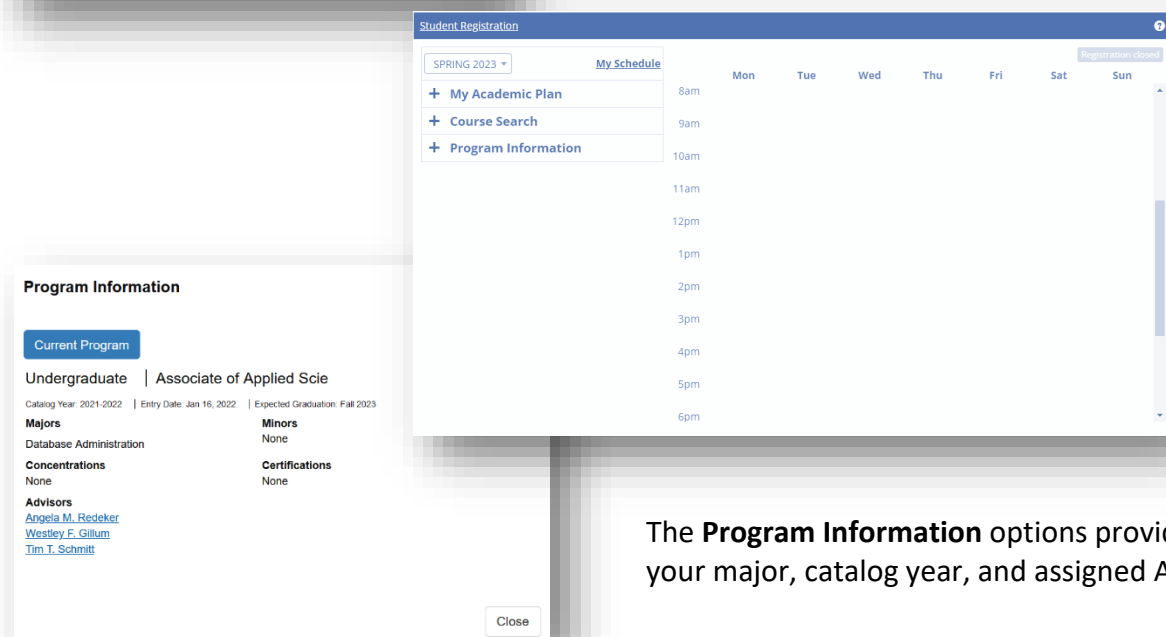 Student Registration
SPRING 2023 My Schedule
Registration closed
+ My Academic Plan
+ Course Search
+ Program Information
Mon Tue Wed Thu Fri Sat Sun
8am
9am
10am
11am
12pm
1pm
2pm
3pm
4pm
5pm
6pm
Program Information
Current Program
Undergraduate | Associate of Applied Scie
Catalog Year: 2021-2022 | Entry Date: Jan 16, 2022 | Expected Graduation: Fall 2023
Majors Minors
Database Administration None
Concentrations Certifications
None None
Advisors
Angela M. Redeker
Westley F. Gillum
Tim T. Schmitt
Close
The Program Information options provi
your major, catalog year, and assigned A